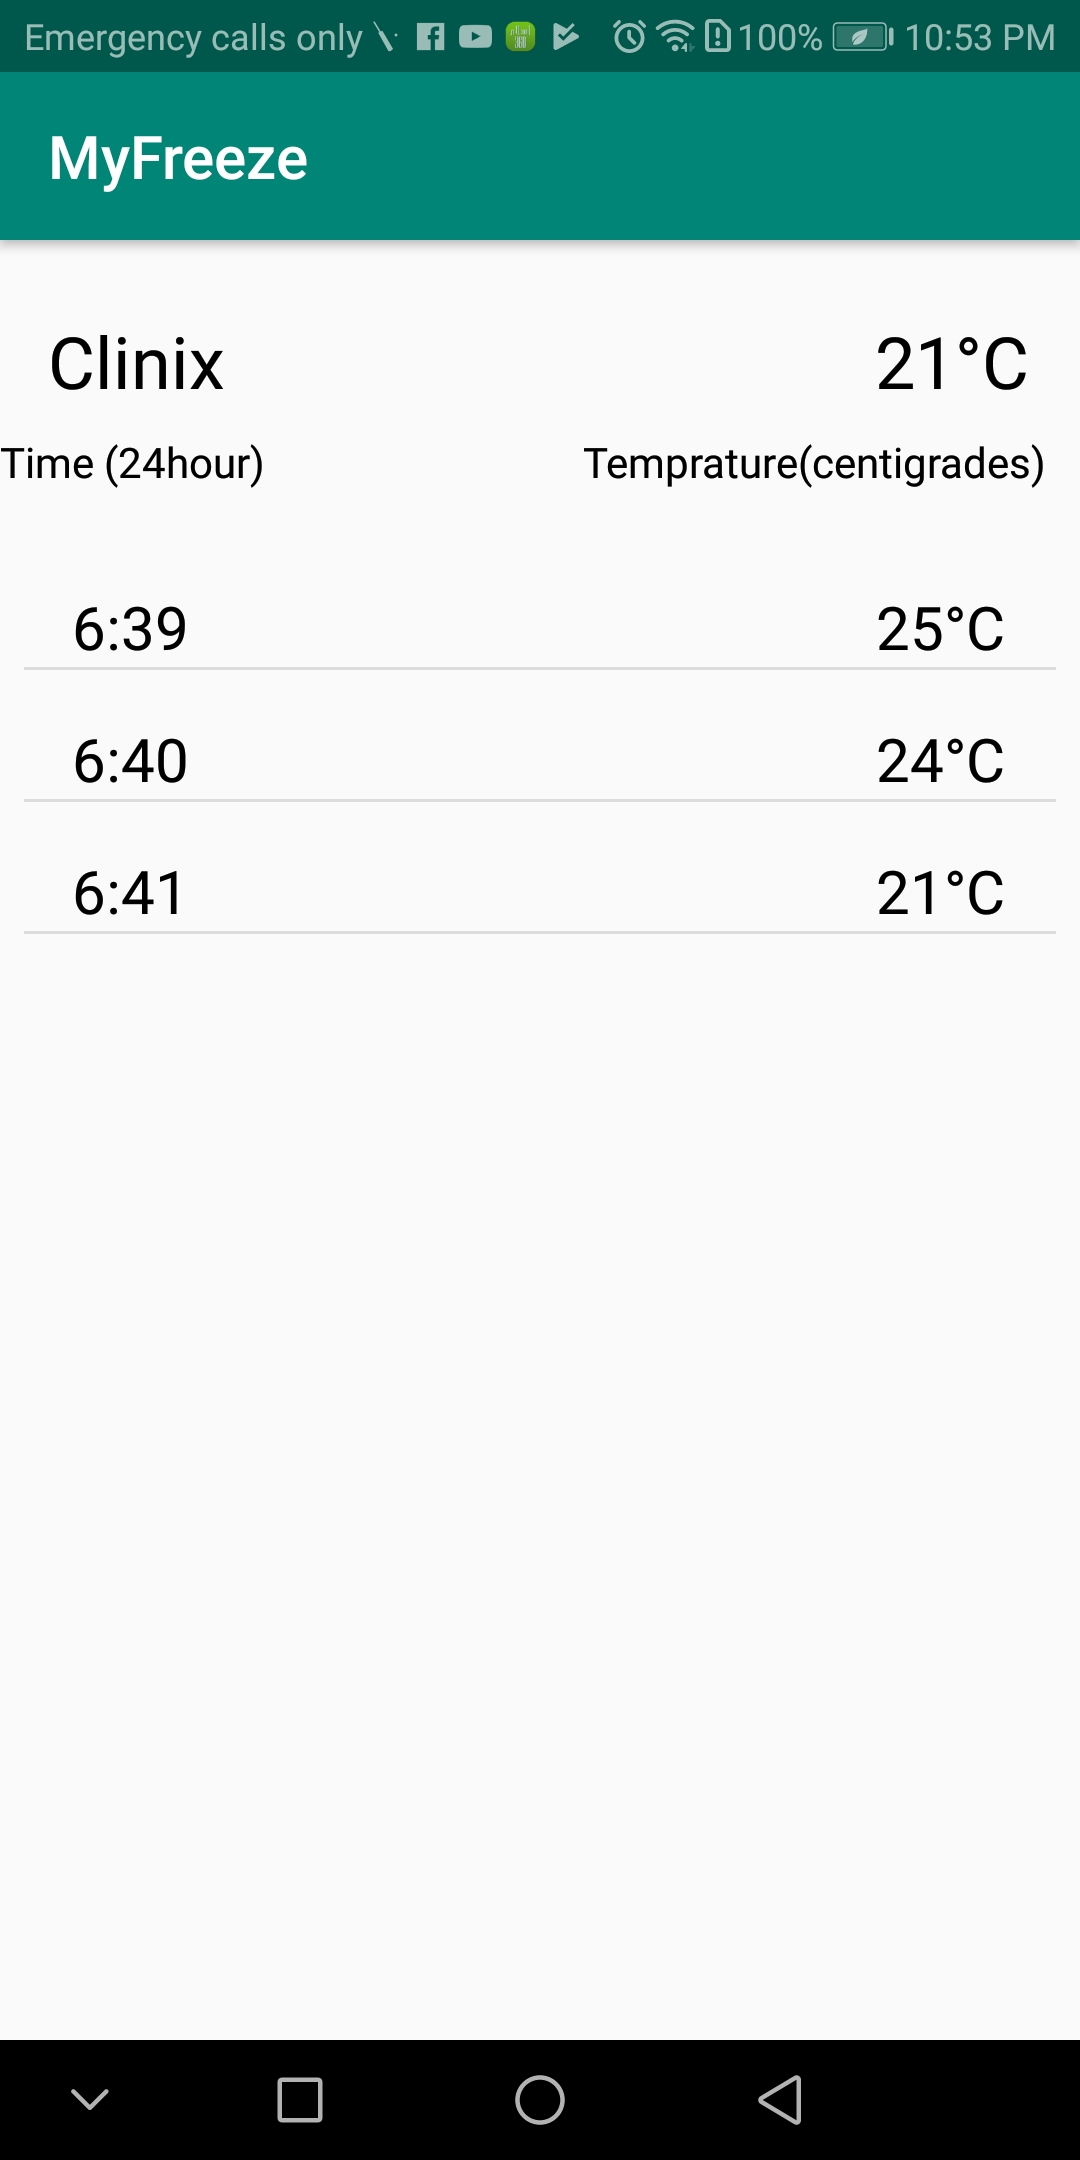 Emergency calls only 100% 10:53 PM
MyFreeze
Clinix 21°C
Time (24hour) Temprature(centigrades)
6:39 25°C
6:40 24°C
6:41 21°C